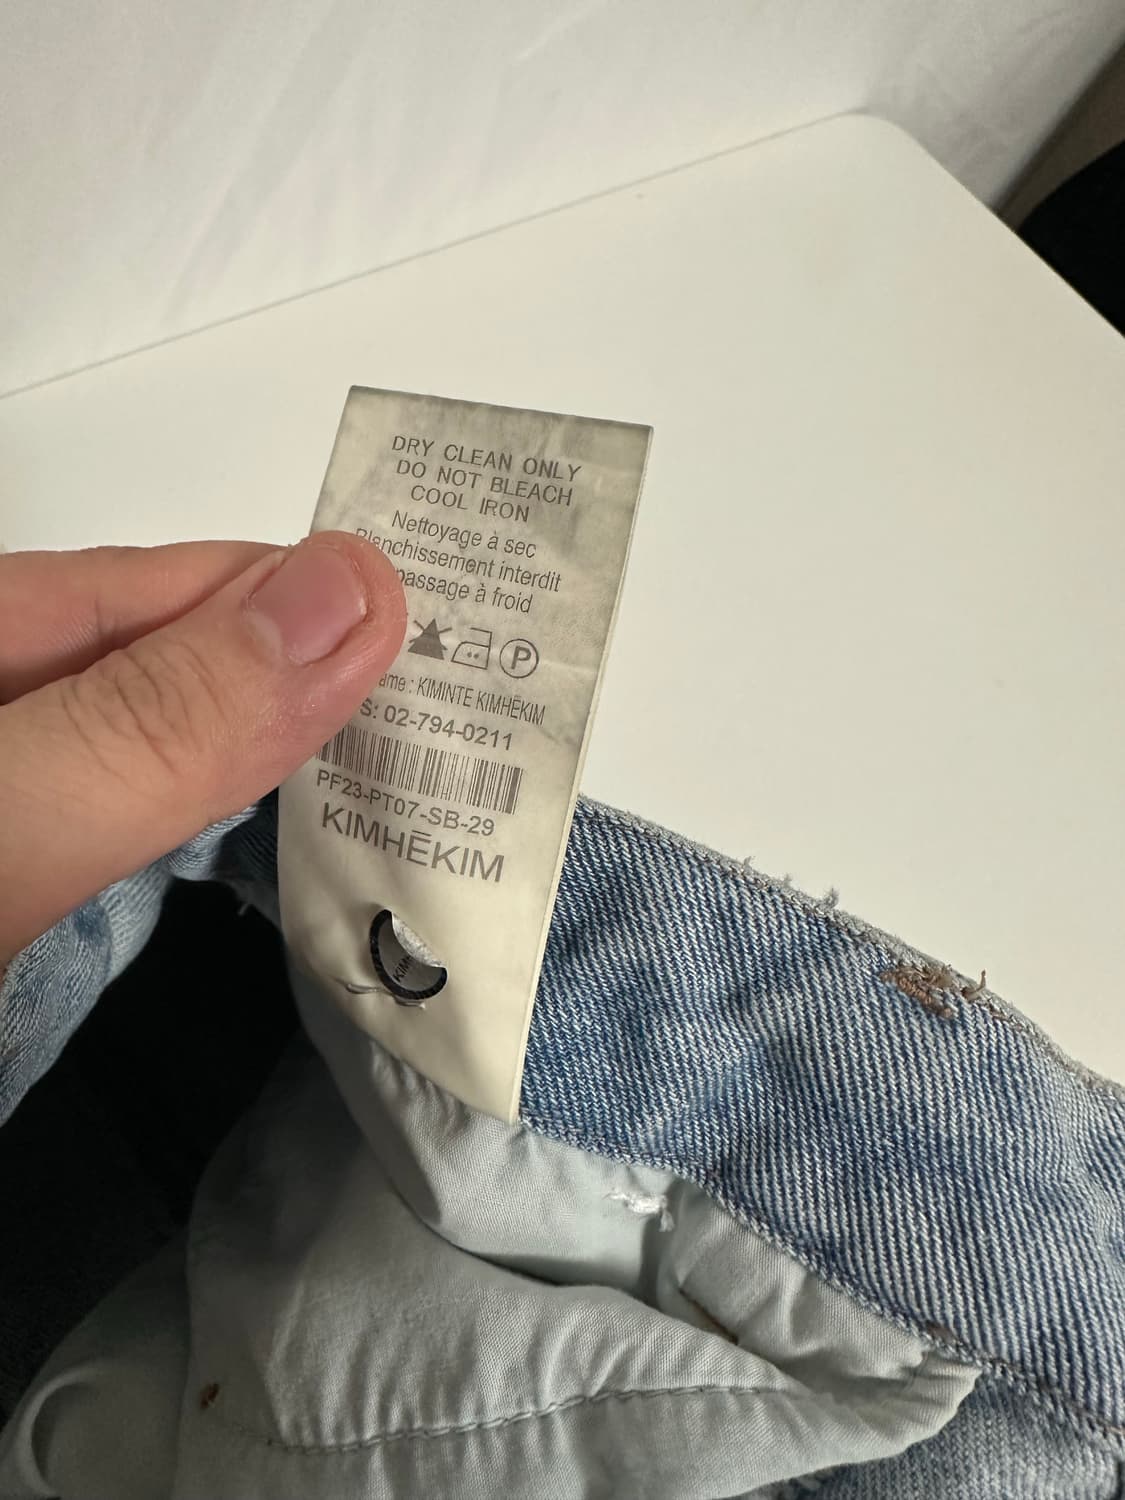 DRY CLEAN ONLY
DO NOT BLEACH
COOL IRON
Nettoyage à sec
Blanchissement interdit
passage à froid
P
ame : KIMINTE KIMHĒKIM
S: 02-794-0211
PF23-PT07-SB-29
KIMHĒKIM
KIMH